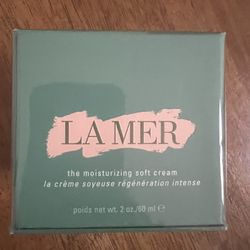 LA MER
the moisturizing soft cream
la crème soyeuse régénération intense
poids net wt. 2 oz./60 ml ℮